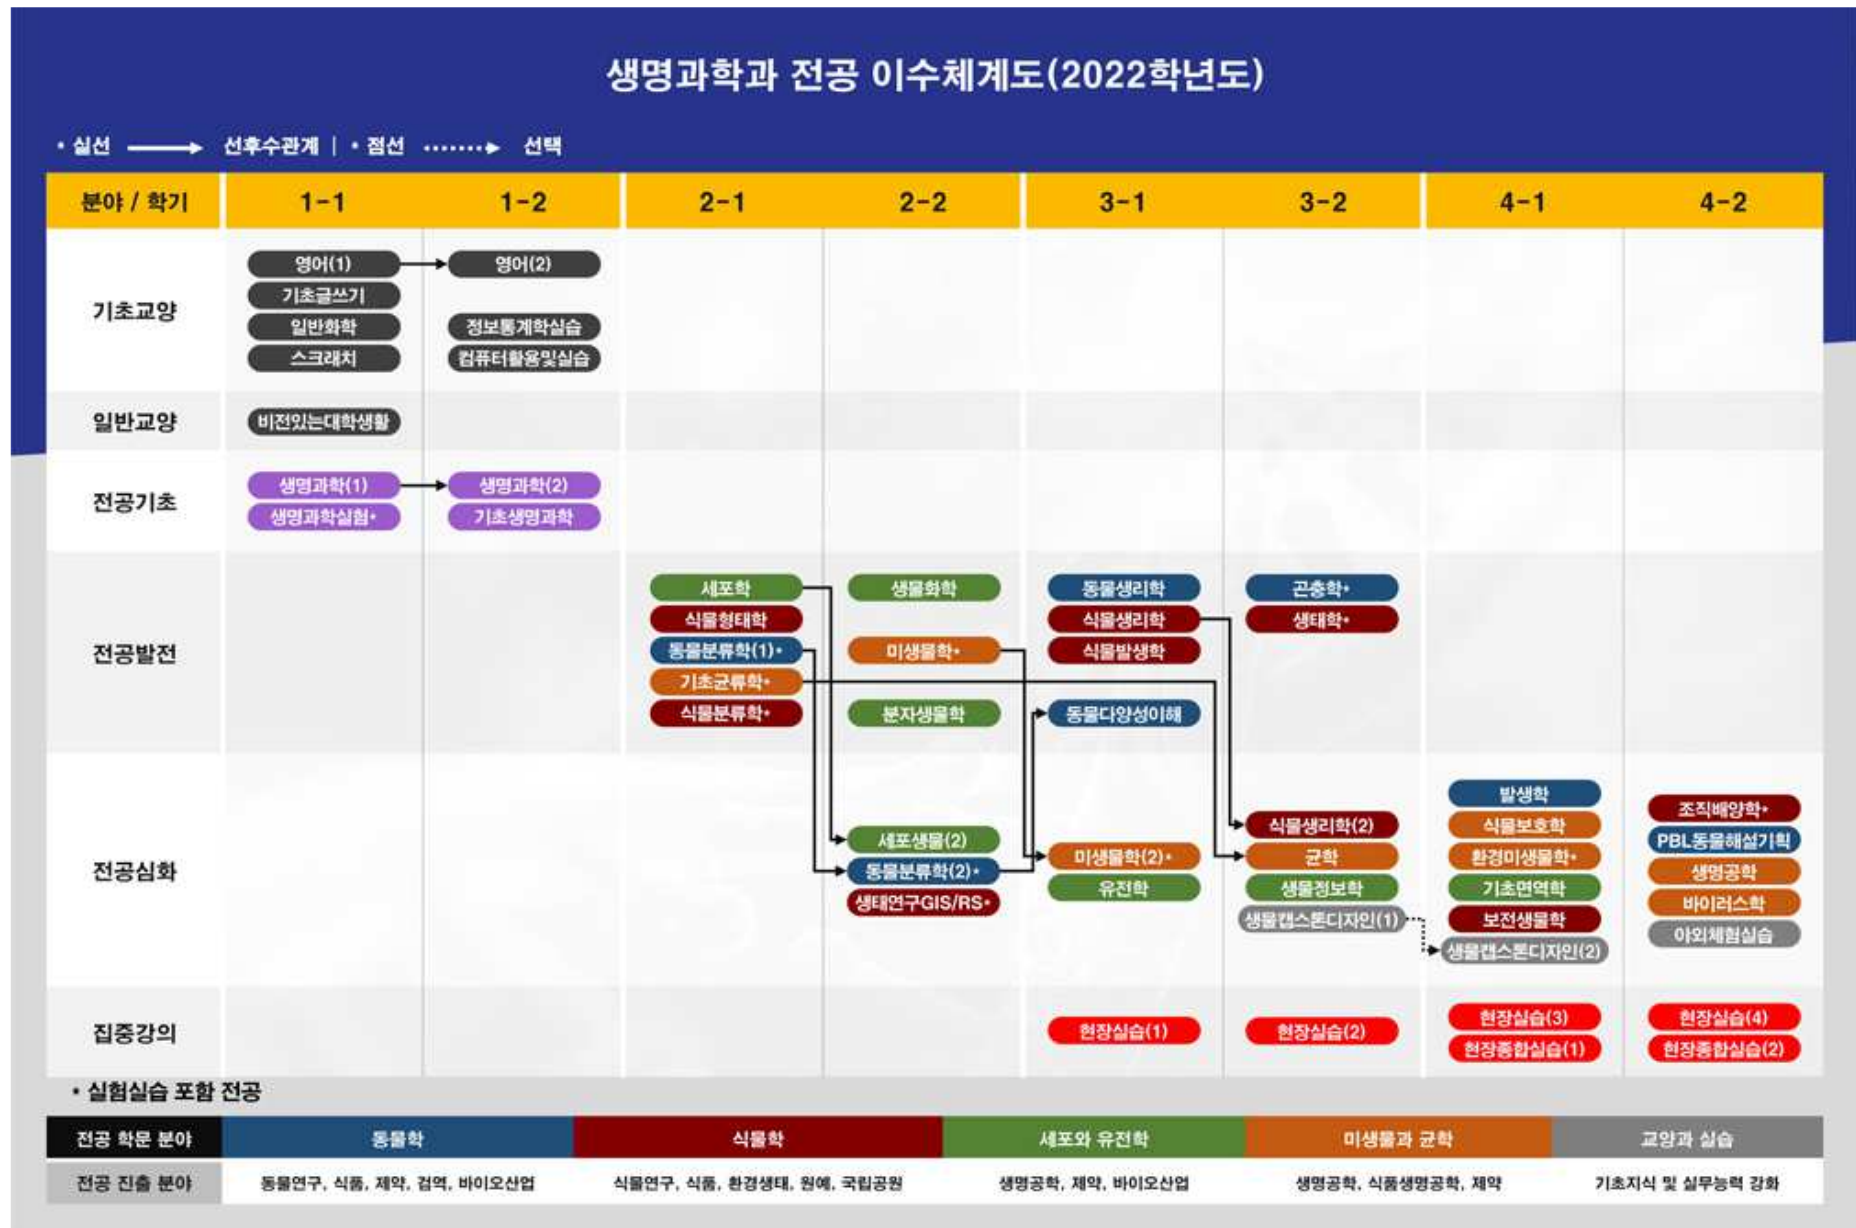 생명과학과 전공 이수체계도(2022학년도)
• 실선 선후수관계 | • 점선 선택
분야 / 학기 1-1 1-2 2-1 2-2 3-1 3-2 4-1 4-2
기초교양
영어(1) 영어(2)
기초글쓰기
일반화학 정보통계학실습
스크래치 컴퓨터활용및실습
일반교양
비전있는대학생활
전공기초
생명과학(1) 생명과학(2)
생명과학실험• 기초생명과학
전공발전
세포학 생물화학 동물생리학 곤충학•
식물형태학 식물생리학 생태학•
동물분류학(1)• 미생물학• 식물발생학
기초균류학•
식물분류학• 분자생물학 동물다양성이해
전공심화
발생학
조직배양학•
식물생리학(2) 식물보호학
세포생물(2) PBL동물해설기획
미생물학(2)• 균학 환경미생물학•
동물분류학(2)• 생명공학
유전학 생물정보학 기초면역학
생태연구GIS/RS• 바이러스학
생물캡스톤디자인(1) 보전생물학
야외체험실습
생물캡스톤디자인(2)
집중강의
현장실습(1) 현장실습(2) 현장실습(3) 현장실습(4)
현장종합실습(1) 현장종합실습(2)
• 실험실습 포함 전공
전공 학문 분야 동물학 식물학 세포와 유전학 미생물과 균학 교양과 실습
전공 진출 분야 동물연구, 식품, 제약, 검역, 바이오산업 식물연구, 식품, 환경생태, 원예, 국립공원 생명공학, 제약, 바이오산업 생명공학, 식품생명공학, 제약 기초지식 및 실무능력 강화